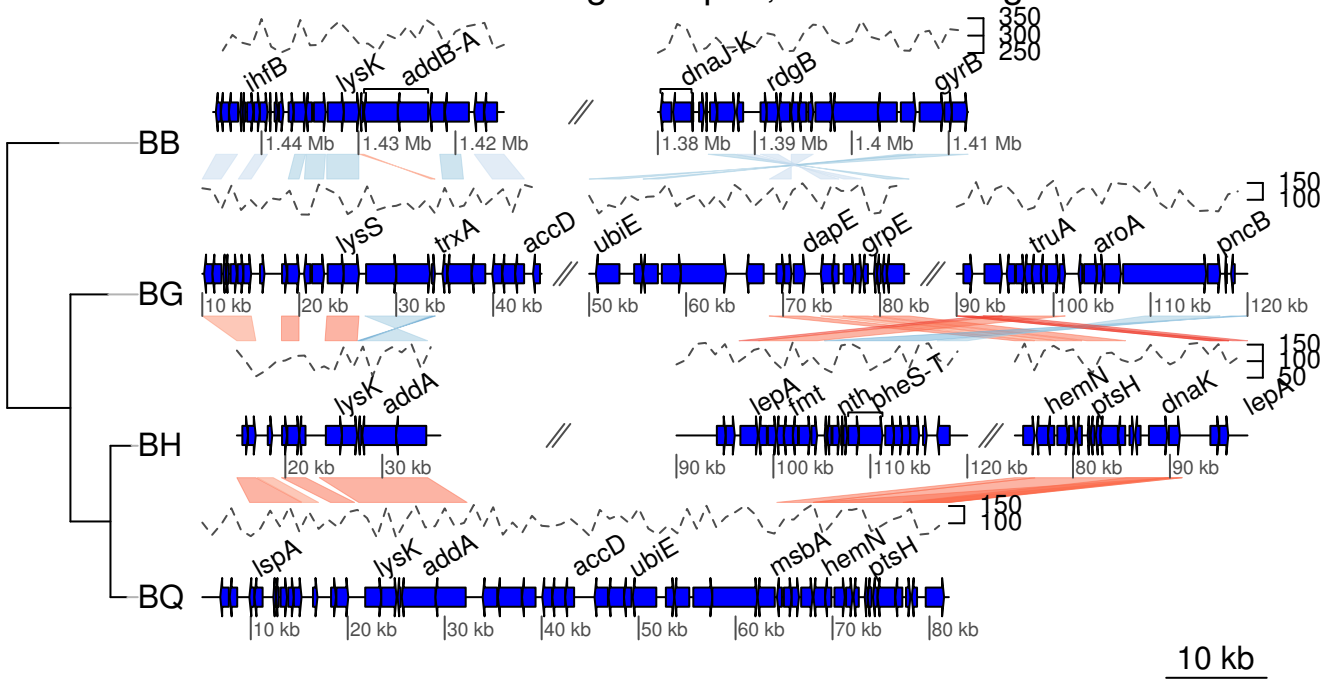 350
300
250
ihfB lysK addB-A dnaJ-K rdgB gyrB
BB
1.44 Mb 1.43 Mb 1.42 Mb 1.38 Mb 1.39 Mb 1.4 Mb 1.41 Mb
150
100
lysS trxA accD ubiE dapE grpE truA aroA pncB
BG
10 kb 20 kb 30 kb 40 kb 50 kb 60 kb 70 kb 80 kb 90 kb 100 kb 110 kb 120 kb
150
100
50
lysK addA lepA fmt nth pheS-T hemN ptsH dnaK lepA
BH
20 kb 30 kb 90 kb 100 kb 110 kb 120 kb 80 kb 90 kb
150
100
lspA lysK addA accD ubiE msbA hemN ptsH
BQ
10 kb 20 kb 30 kb 40 kb 50 kb 60 kb 70 kb 80 kb
10 kb